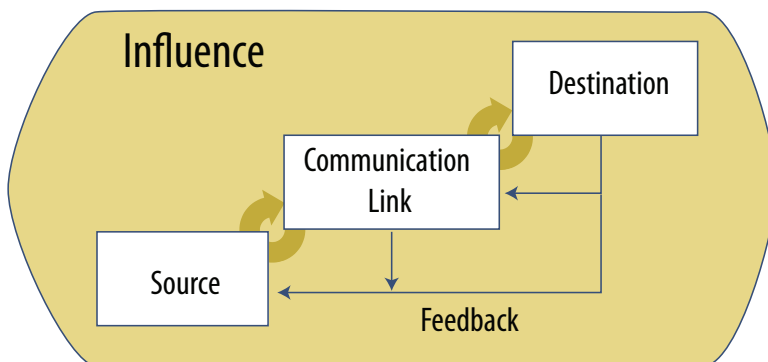 Influence
Destination
Communication
Link
Source
Feedback